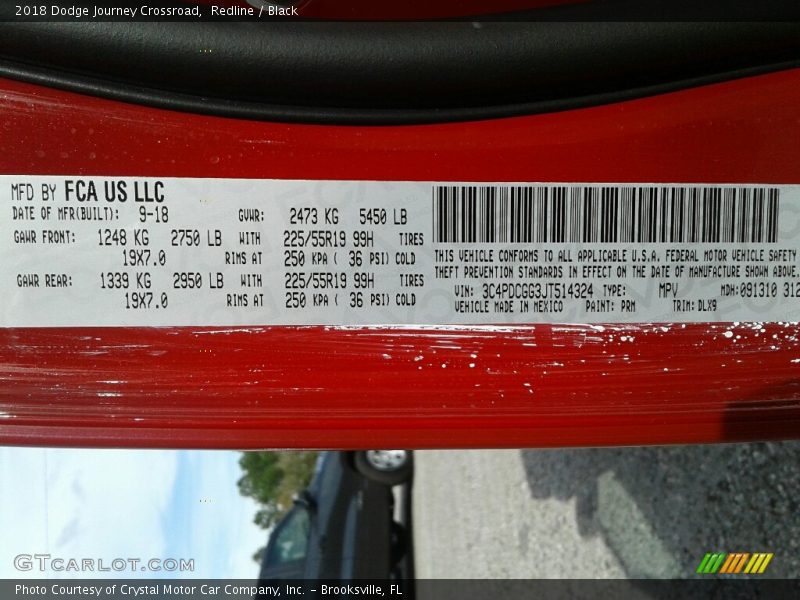 2018 Dodge Journey Crossroad,  Redline / Black
MFD BY FCA US LLC
DATE OF MFR(BUILT): 9-18 GVWR: 2473 KG 5450 LB
GAWR FRONT: 1248 KG 2750 LB WITH 225/55R19 99H TIRES
19X7.0 RIMS AT 250 KPA ( 36 PSI) COLD
GAWR REAR: 1339 KG 2950 LB WITH 225/55R19 99H TIRES
19X7.0 RIMS AT 250 KPA ( 36 PSI) COLD
THIS VEHICLE CONFORMS TO ALL APPLICABLE U.S.A. FEDERAL MOTOR VEHICLE SAFETY
THEFT PREVENTION STANDARDS IN EFFECT ON THE DATE OF MANUFACTURE SHOWN ABOVE.
VIN: 3C4PDCGG3JT514324 TYPE: MPV MDH:091310 312
VEHICLE MADE IN MEXICO PAINT: PRM TRIM: DLX9
GTCARLOT.COM
Photo Courtesy of Crystal Motor Car Company, Inc. – Brooksville, FL